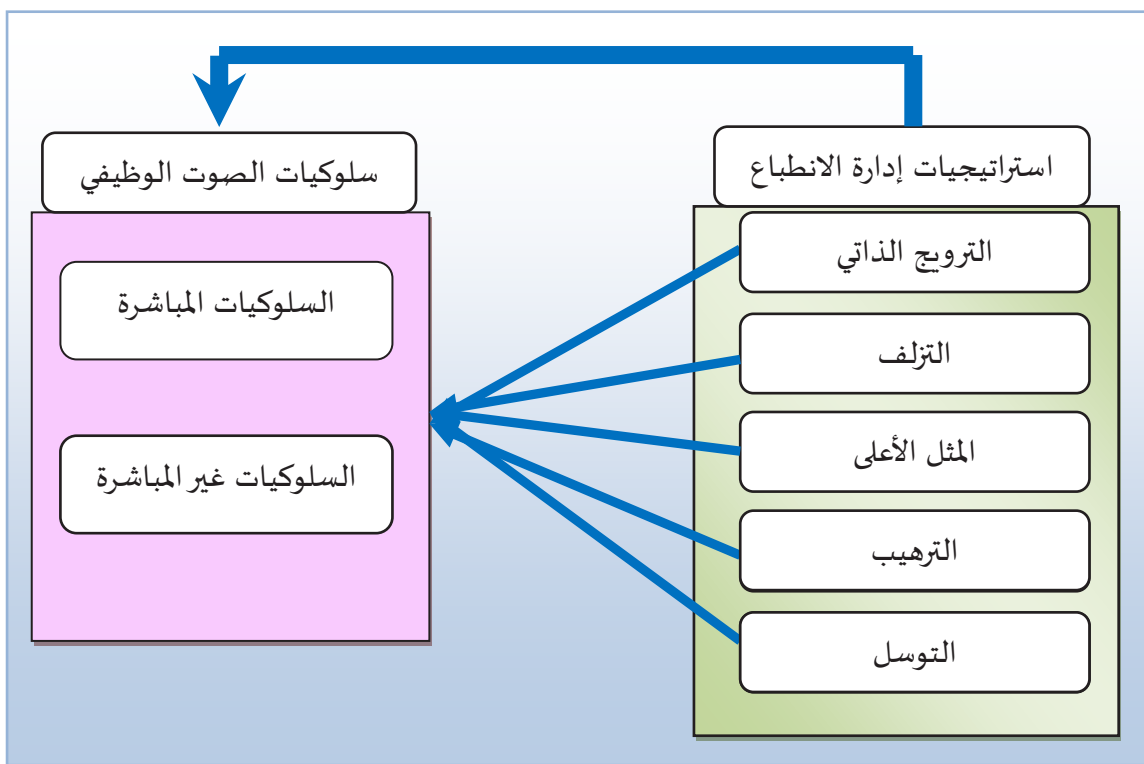 استراتيجيات إدارة الانطباع
الترويج الذاتي
التزلف
المثل الأعلى
الترهيب
التوسل
سلوكيات الصوت الوظيفي
السلوكيات المباشرة
السلوكيات غير المباشرة